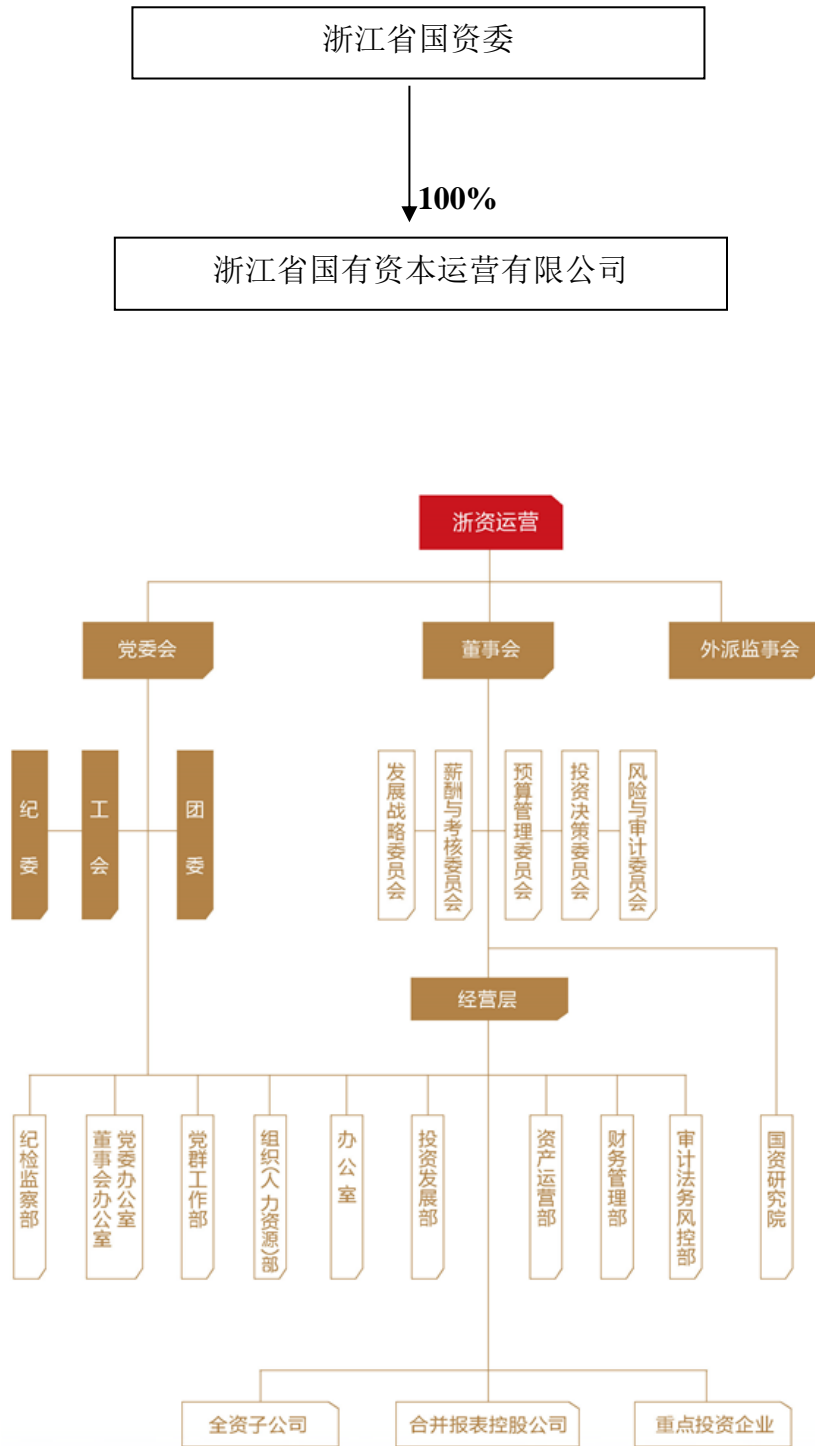 浙江省国资委
100%
浙江省国有资本运营有限公司
浙资运营
党委会
董事会
外派监事会
纪委
工会
团委
发展战略委员会
薪酬与考核委员会
预算管理委员会
投资决策委员会
风险与审计委员会
经营层
纪检监察部
党委办公室
董事会办公室
党群工作部
组织(人力资源)部
办公室
投资发展部
资产运营部
财务管理部
审计法务风控部
国资研究院
全资子公司
合并报表控股公司
重点投资企业